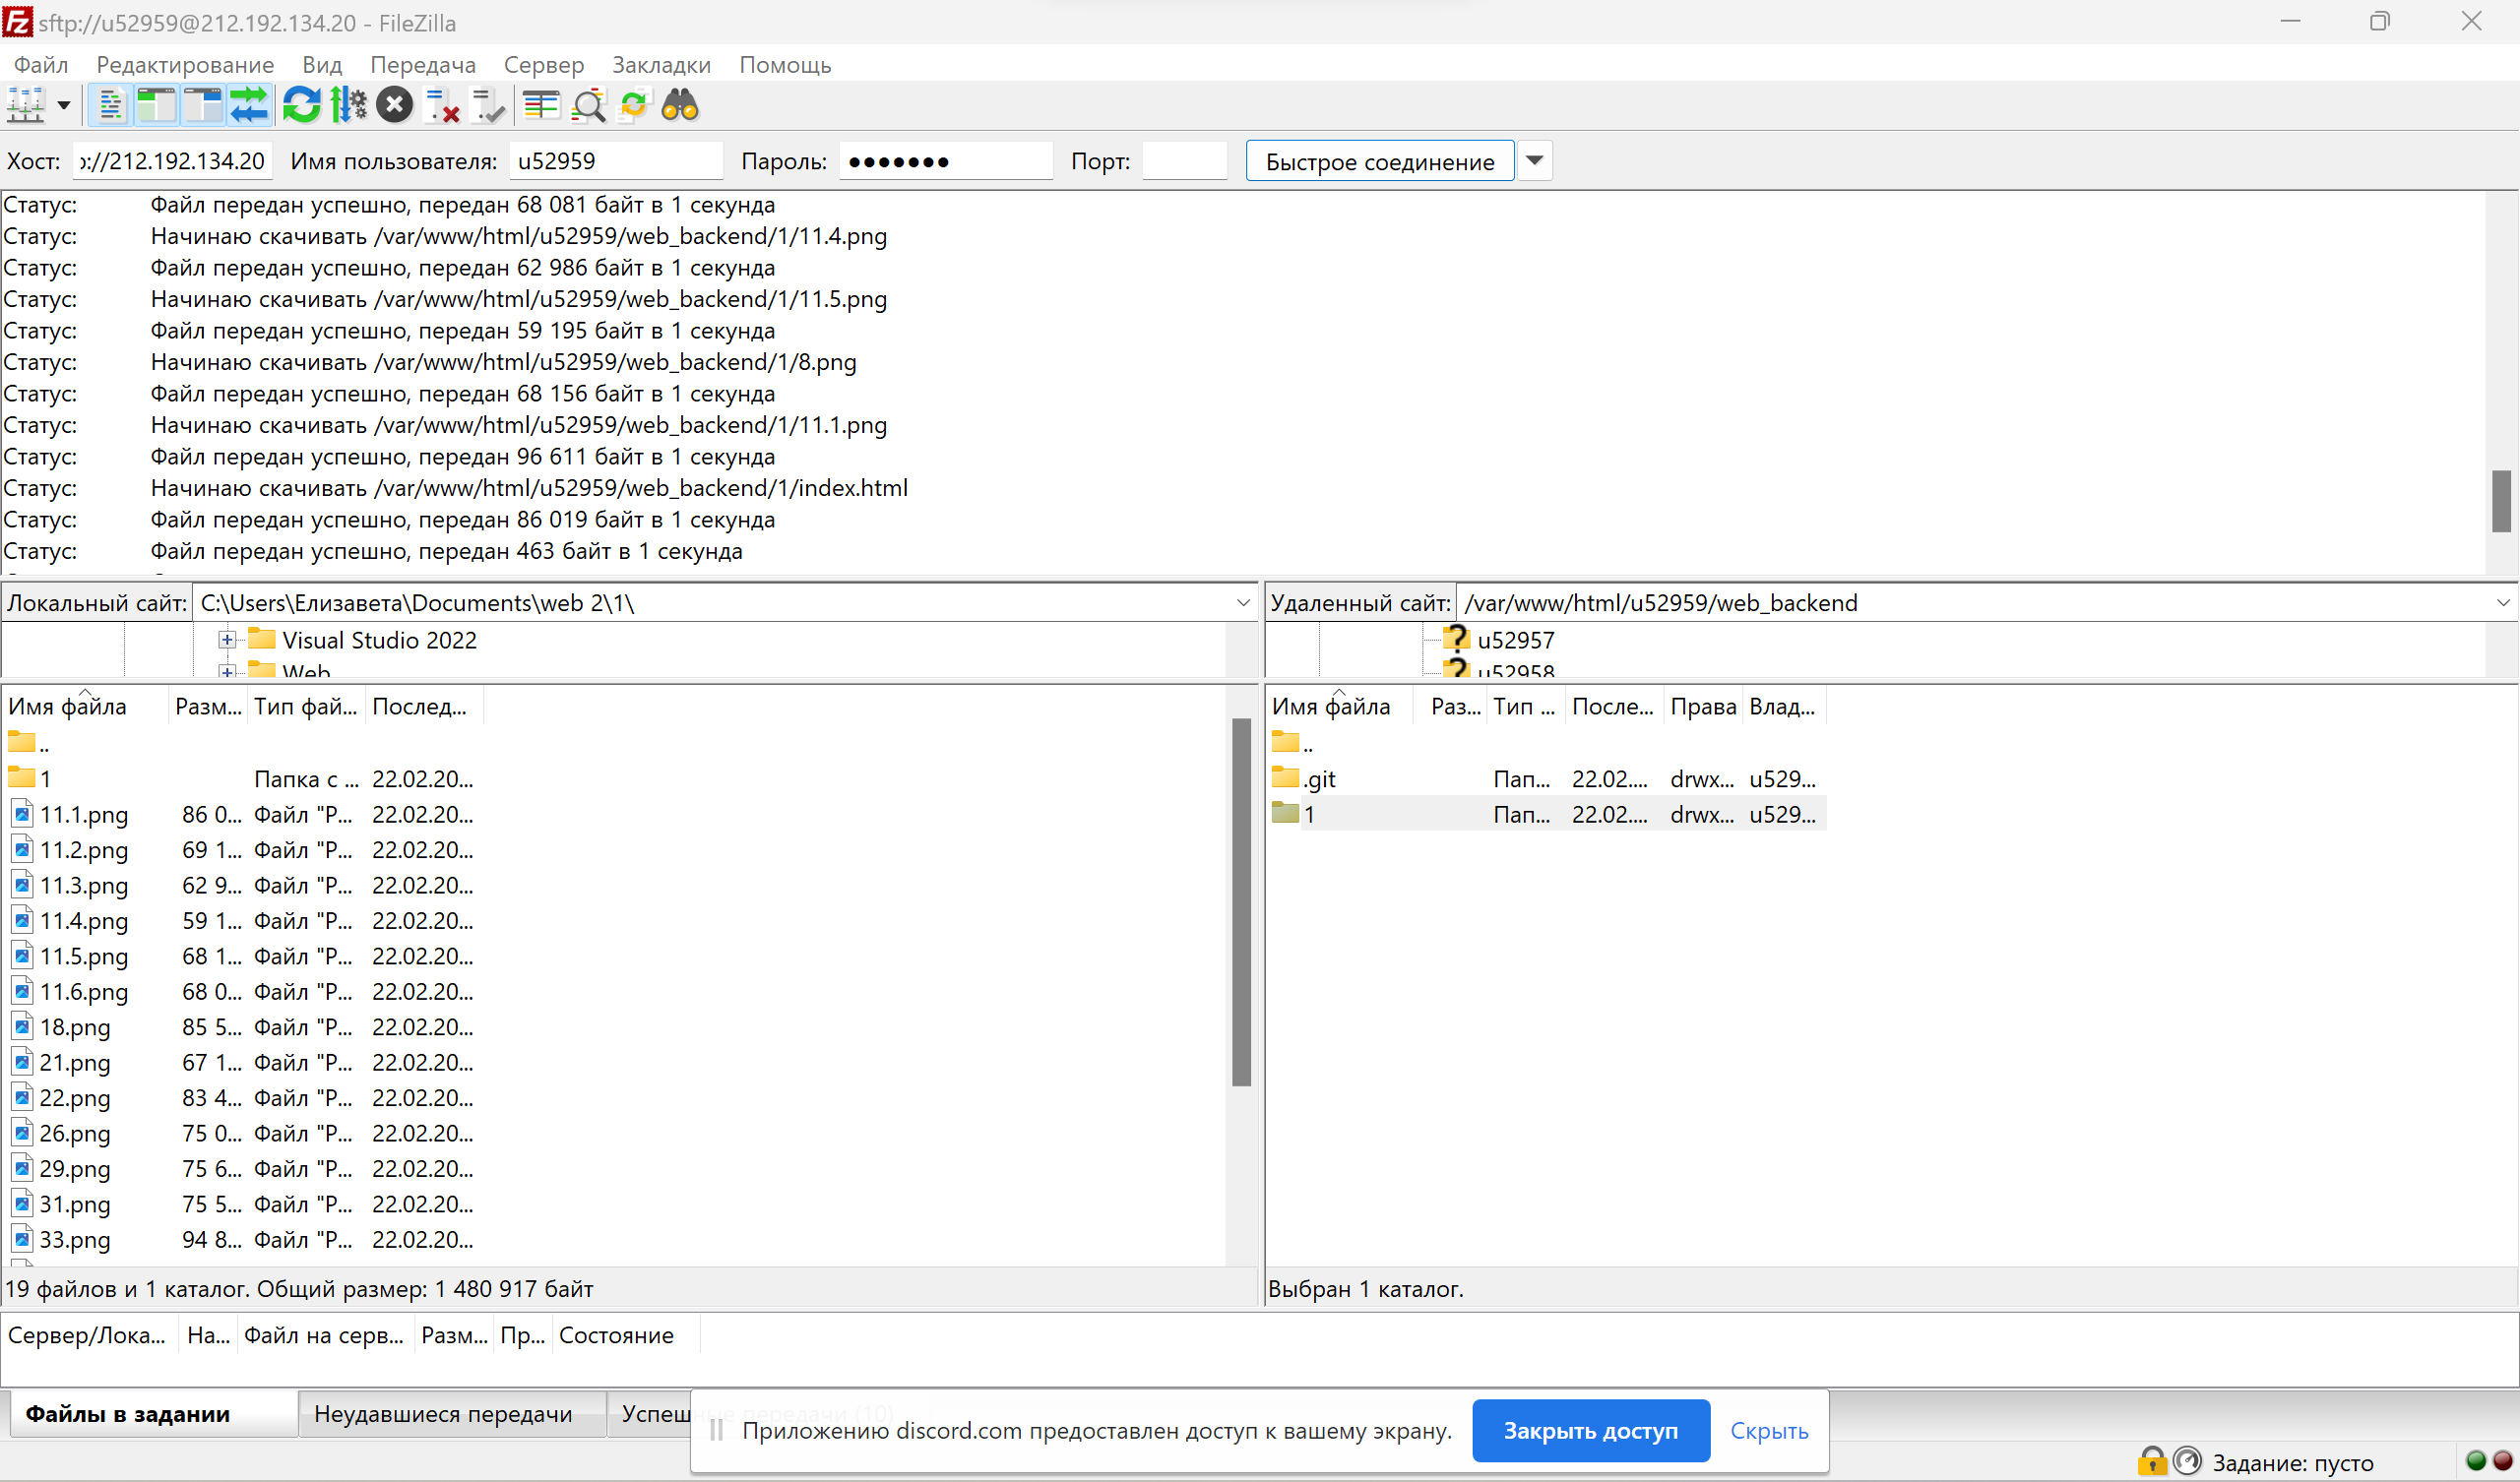 sftp://u52959@212.192.134.20 - FileZilla
Файл Редактирование Вид Передача Сервер Закладки Помощь
Хост: ://212.192.134.20 Имя пользователя: u52959 Пароль: ●●●●●●● Порт: Быстрое соединение
Статус: Файл передан успешно, передан 68 081 байт в 1 секунда
Статус: Начинаю скачивать /var/www/html/u52959/web_backend/1/11.4.png
Статус: Файл передан успешно, передан 62 986 байт в 1 секунда
Статус: Начинаю скачивать /var/www/html/u52959/web_backend/1/11.5.png
Статус: Файл передан успешно, передан 59 195 байт в 1 секунда
Статус: Начинаю скачивать /var/www/html/u52959/web_backend/1/8.png
Статус: Файл передан успешно, передан 68 156 байт в 1 секунда
Статус: Начинаю скачивать /var/www/html/u52959/web_backend/1/11.1.png
Статус: Файл передан успешно, передан 96 611 байт в 1 секунда
Статус: Начинаю скачивать /var/www/html/u52959/web_backend/1/index.html
Статус: Файл передан успешно, передан 86 019 байт в 1 секунда
Статус: Файл передан успешно, передан 463 байт в 1 секунда
Локальный сайт: C:\Users\Елизавета\Documents\web 2\1\
Visual Studio 2022
Web
Имя файла Разм... Тип фай... Послед...
..
1 Папка с ... 22.02.20...
11.1.png 86 0... Файл "P... 22.02.20...
11.2.png 69 1... Файл "P... 22.02.20...
11.3.png 62 9... Файл "P... 22.02.20...
11.4.png 59 1... Файл "P... 22.02.20...
11.5.png 68 1... Файл "P... 22.02.20...
11.6.png 68 0... Файл "P... 22.02.20...
18.png 85 5... Файл "P... 22.02.20...
21.png 67 1... Файл "P... 22.02.20...
22.png 83 4... Файл "P... 22.02.20...
26.png 75 0... Файл "P... 22.02.20...
29.png 75 6... Файл "P... 22.02.20...
31.png 75 5... Файл "P... 22.02.20...
33.png 94 8... Файл "P... 22.02.20...
19 файлов и 1 каталог. Общий размер: 1 480 917 байт
Удаленный сайт: /var/www/html/u52959/web_backend
u52957
u52958
Имя файла Раз... Тип ... После... Права Влад...
..
.git Пап... 22.02.... drwx... u529...
1 Пап... 22.02.... drwx... u529...
Выбран 1 каталог.
Сервер/Лока... На... Файл на серв... Разм... Пр... Состояние
Файлы в задании Неудавшиеся передачи Успешные передачи (10)
Приложению discord.com предоставлен доступ к вашему экрану. Закрыть доступ Скрыть
Задание: пусто